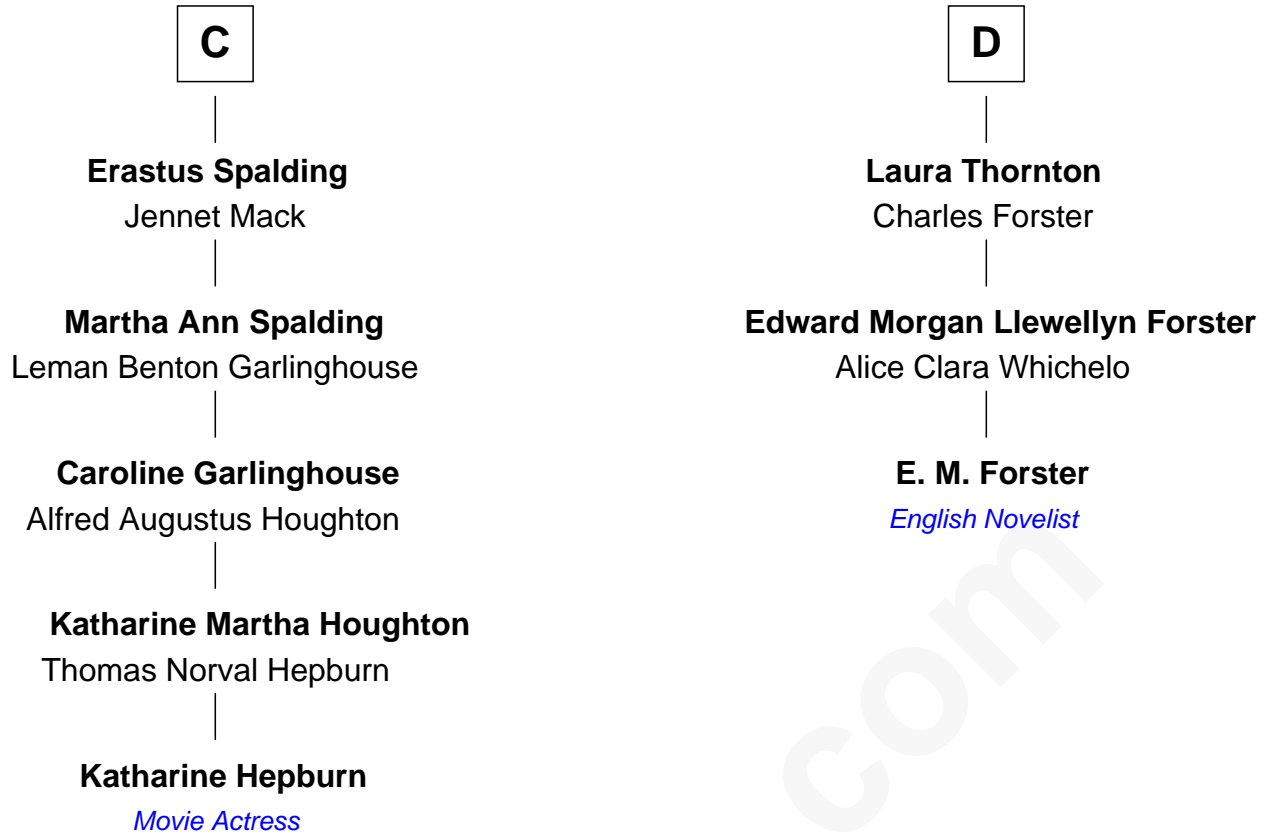 C
Erastus Spalding
Jennet Mack
Martha Ann Spalding
Leman Benton Garlinghouse
Caroline Garlinghouse
Alfred Augustus Houghton
Katharine Martha Houghton
Thomas Norval Hepburn
Katharine Hepburn
Movie Actress
D
Laura Thornton
Charles Forster
Edward Morgan Llewellyn Forster
Alice Clara Whichelo
E. M. Forster
English Novelist
com